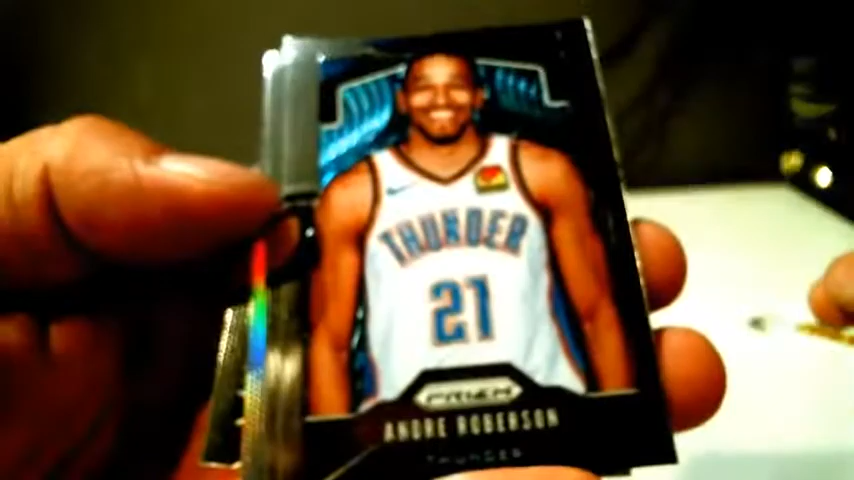 THUNDER
21
PRIZM
ANDRE ROBERSON
THUNDER